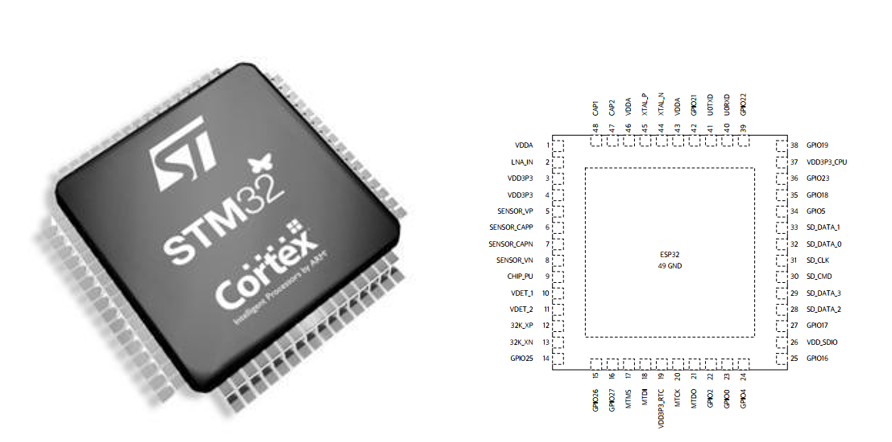 ST
STM32
Cortex
Intelligent Processors by ARM®
CAP1
CAP2
VDDA
XTAL_P
XTAL_N
VDDA
GPIO21
U0TXD
U0RXD
GPIO22
48 47 46 45 44 43 42 41 40 39
VDDA 1
LNA_IN 2
VDD3P3 3
VDD3P3 4
SENSOR_VP 5
SENSOR_CAPP 6
SENSOR_CAPN 7
SENSOR_VN 8
CHIP_PU 9
VDET_1 10
VDET_2 11
32K_XP 12
32K_XN 13
GPIO25 14
ESP32
49 GND
38 GPIO19
37 VDD3P3_CPU
36 GPIO23
35 GPIO18
34 GPIO5
33 SD_DATA_1
32 SD_DATA_0
31 SD_CLK
30 SD_CMD
29 SD_DATA_3
28 SD_DATA_2
27 GPIO17
26 VDD_SDIO
25 GPIO16
15 16 17 18 19 20 21 22 23 24
GPIO26
GPIO27
MTMS
MTDI
VDD3P3_RTC
MTCK
MTDO
GPIO2
GPIO0
GPIO4